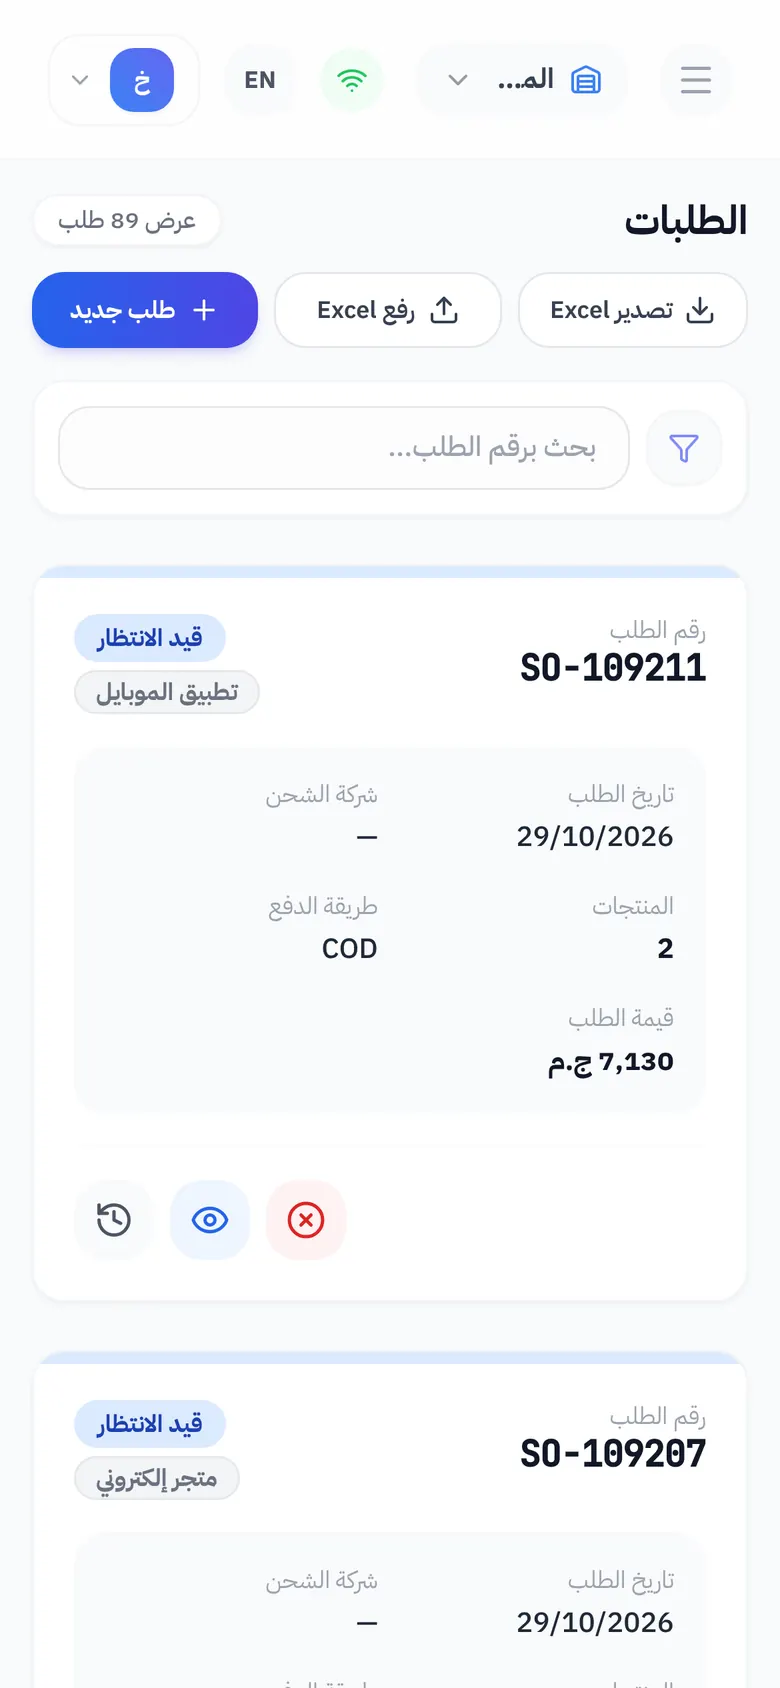 الم...
EN
خ
الطلبات
عرض 89 طلب
تصدير Excel
رفع Excel
طلب جديد
بحث برقم الطلب...
رقم الطلب
SO-109211
قيد الانتظار
تطبيق الموبايل
تاريخ الطلب
شركة الشحن
29/10/2026
—
المنتجات
طريقة الدفع
2
COD
قيمة الطلب
7,130 ج.م
رقم الطلب
SO-109207
قيد الانتظار
متجر إلكتروني
تاريخ الطلب
شركة الشحن
29/10/2026
—